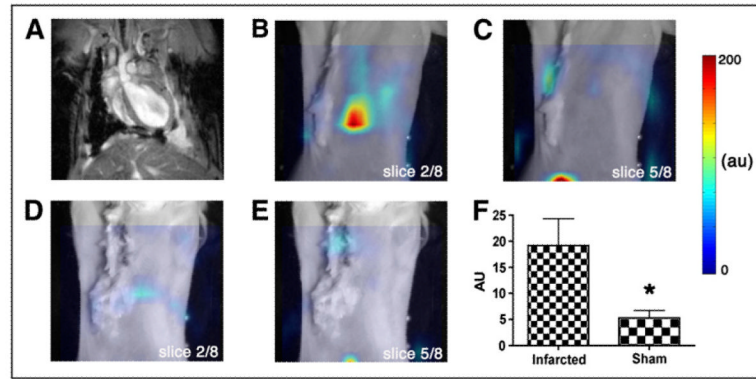 A
B
slice 2/8
C
slice 5/8
200
(au)
0
D
slice 2/8
E
slice 5/8
F
AU
25
20
15
10
5
0
*
Infarcted
Sham